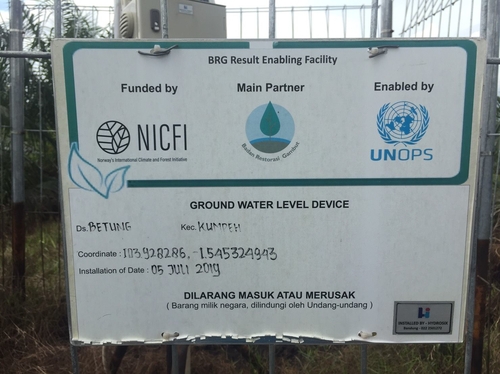 BRG Result Enabling Facility
Funded by
Main Partner
Enabled by
NICFI
Norway's International Climate and Forest Initiative
Badan Restorasi Gambut
UNOPS
GROUND WATER LEVEL DEVICE
Ds. BETUNG Kec. KUMPEH
Coordinate : 103.928286, -1.545324943
Installation of Date : 05 JULI 2019
DILARANG MASUK ATAU MERUSAK
( Barang milik negara, dilindungi oleh Undang-undang )
INSTALLED BY :